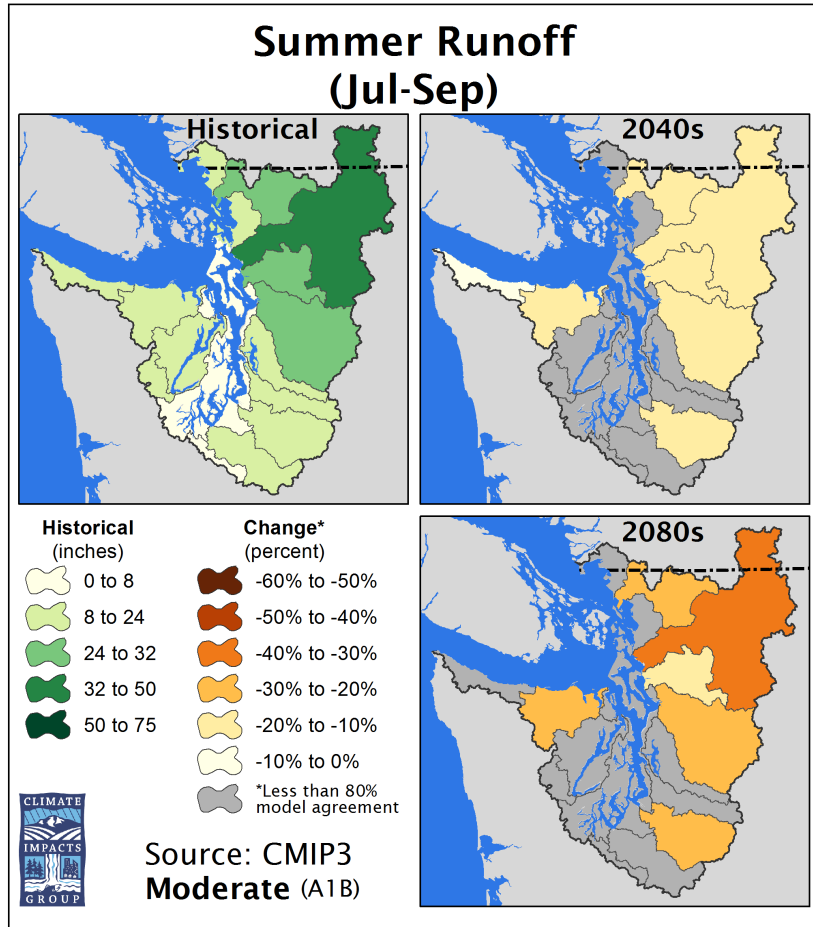 Summer Runoff
(Jul-Sep)
Historical
2040s
Historical
(inches)
0 to 8
8 to 24
24 to 32
32 to 50
50 to 75
Change*
(percent)
-60% to -50%
-50% to -40%
-40% to -30%
-30% to -20%
-20% to -10%
-10% to 0%
*Less than 80%
model agreement
2080s
CLIMATE
IMPACTS
GROUP
Source: CMIP3
Moderate (A1B)